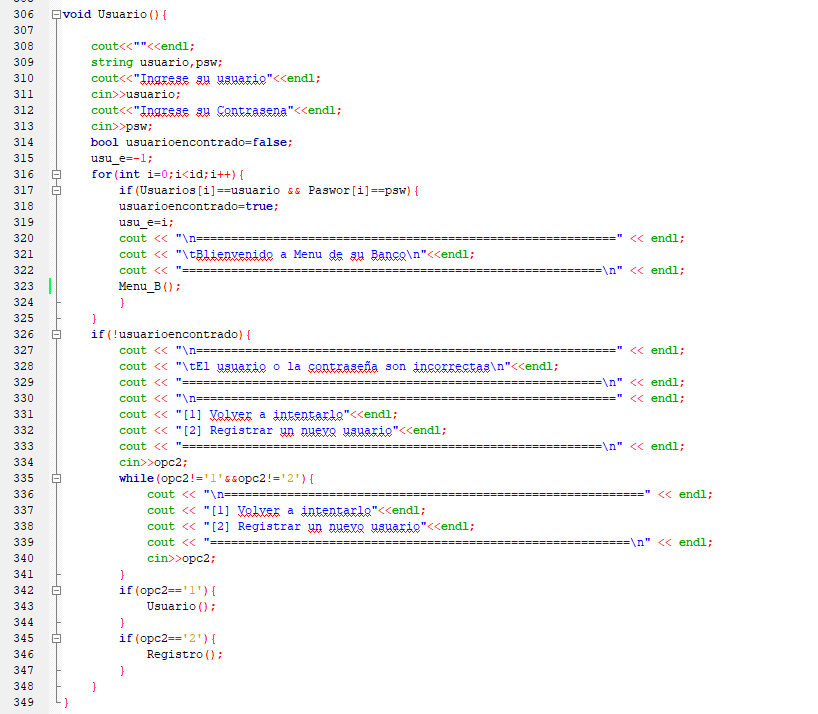 306 void Usuario(){
307
308 cout<<""<<endl;
309 string usuario,psw;
310 cout<<"Ingrese su usuario"<<endl;
311 cin>>usuario;
312 cout<<"Ingrese su Contrasena"<<endl;
313 cin>>psw;
314 bool usuarioencontrado=false;
315 usu_e=-1;
316 for(int i=0;i<id;i++){
317 if(Usuarios[i]==usuario && Paswor[i]==psw){
318 usuarioencontrado=true;
319 usu_e=i;
320 cout << "\n============================================================" << endl;
321 cout << "\tBlienvenido a Menu de su Banco\n"<<endl;
322 cout << "============================================================\n" << endl;
323 Menu_B();
324 }
325 }
326 if(!usuarioencontrado){
327 cout << "\n============================================================" << endl;
328 cout << "\tEl usuario o la contraseña son incorrectas\n"<<endl;
329 cout << "============================================================\n" << endl;
330 cout << "\n============================================================" << endl;
331 cout << "[1] Volver a intentarlo"<<endl;
332 cout << "[2] Registrar un nuevo usuario"<<endl;
333 cout << "============================================================\n" << endl;
334 cin>>opc2;
335 while(opc2!='1'&&opc2!='2'){
336 cout << "\n============================================================" << endl;
337 cout << "[1] Volver a intentarlo"<<endl;
338 cout << "[2] Registrar un nuevo usuario"<<endl;
339 cout << "============================================================\n" << endl;
340 cin>>opc2;
341 }
342 if(opc2=='1'){
343 Usuario();
344 }
345 if(opc2=='2'){
346 Registro();
347 }
348 }
349 }